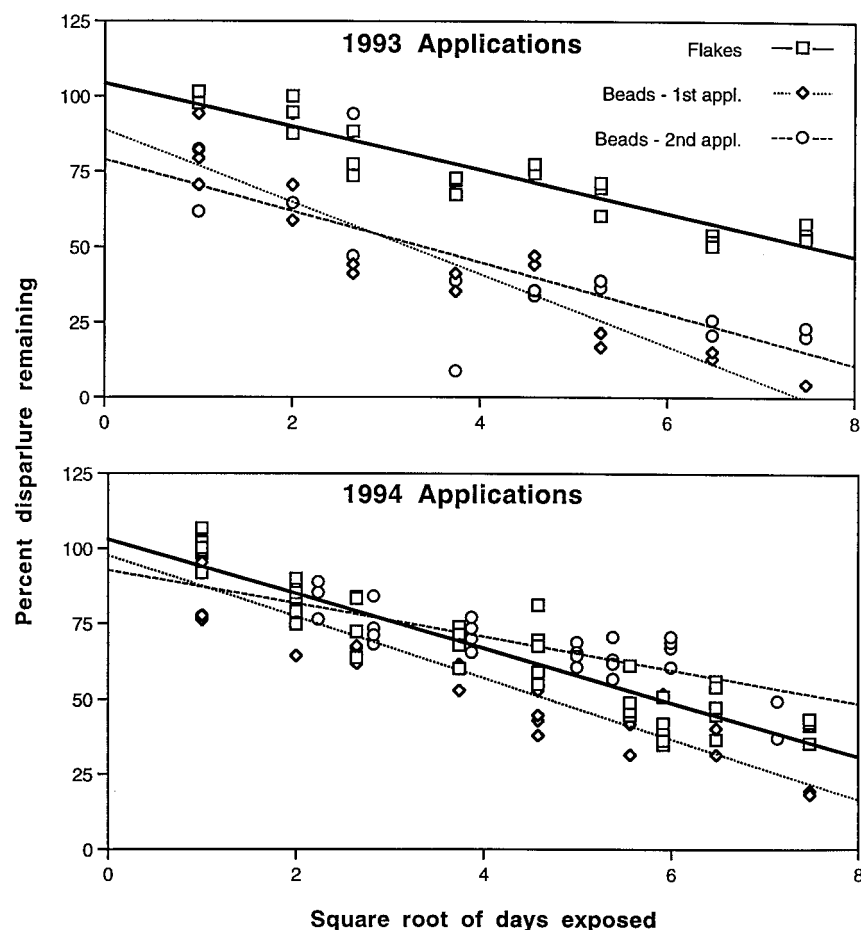 Percent disparlure remaining
1993 Applications
Flakes
Beads - 1st appl.
Beads - 2nd appl.
125
100
75
50
25
0
0 2 4 6 8
1994 Applications
125
100
75
50
25
0
0 2 4 6 8
Square root of days exposed